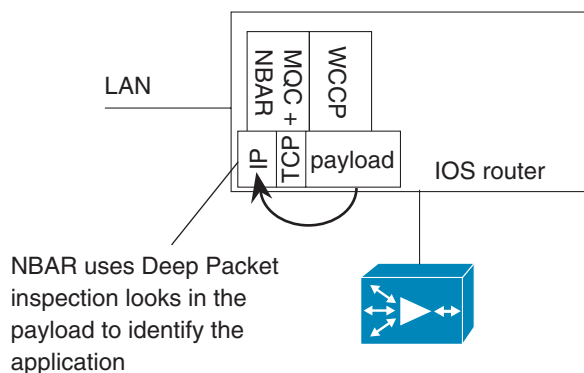 LAN
MQC +
NBAR
WCCP
IP
TCP
payload
IOS router
NBAR uses Deep Packet
inspection looks in the
payload to identify the
application